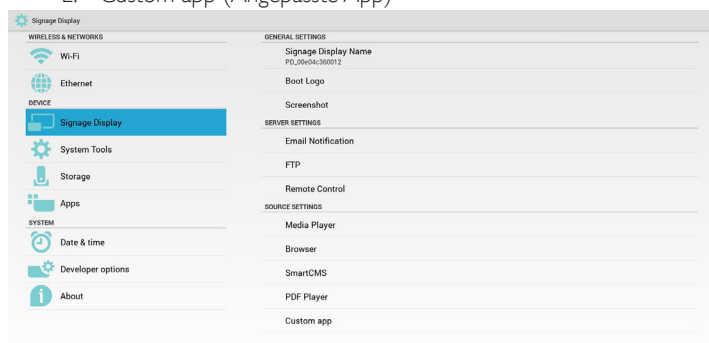 2. Custom app (Angepasste App)
Signage Display
WIRELESS & NETWORKS
Wi-Fi
Ethernet
DEVICE
Signage Display
System Tools
Storage
Apps
SYSTEM
Date & time
Developer options
About
GENERAL SETTINGS
Signage Display Name
PD_00e04c360012
Boot Logo
Screenshot
SERVER SETTINGS
Email Notification
FTP
Remote Control
SOURCE SETTINGS
Media Player
Browser
SmartCMS
PDF Player
Custom app